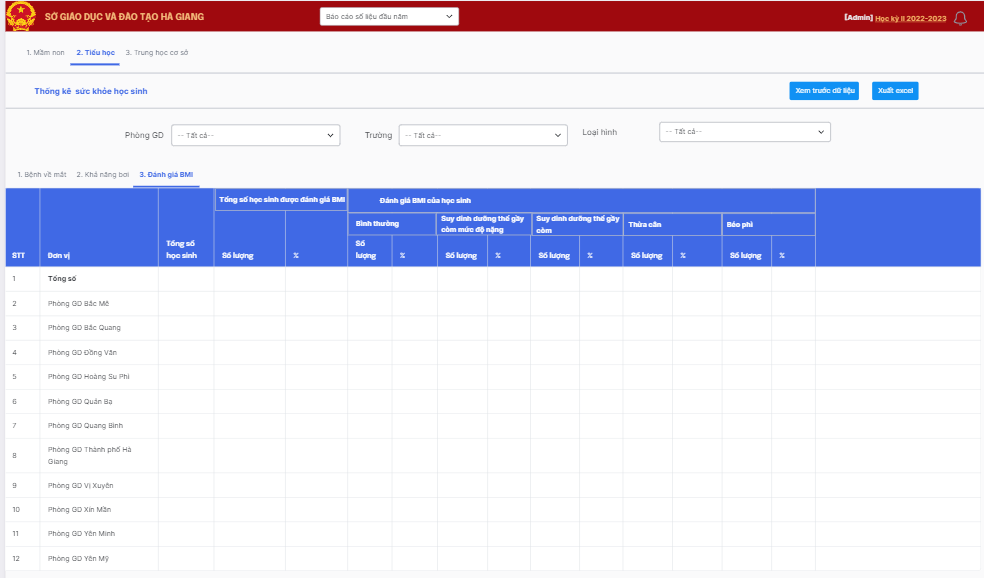 SỞ GIÁO DỤC VÀ ĐÀO TẠO HÀ GIANG
Báo cáo số liệu đầu năm
[Admin] Học kỳ II 2022-2023
1. Mầm non 2. Tiểu học 3. Trung học cơ sở
Thống kê sức khỏe học sinh
Xem trước dữ liệu Xuất excel
Phòng GD -- Tất cả-- Trường -- Tất cả-- Loại hình -- Tất cả--
1. Bệnh về mắt 2. Khả năng bơi 3. Đánh giá BMI
STT Đơn vị Tổng số học sinh Tổng số học sinh được đánh giá BMI Đánh giá BMI của học sinh
Bình thường Suy dinh dưỡng thể gầy còm mức độ nặng Suy dinh dưỡng thể gầy còm Thừa cân Béo phì
Số lượng % Số lượng % Số lượng % Số lượng % Số lượng % Số lượng %
1 Tổng số
2 Phòng GD Bắc Mê
3 Phòng GD Bắc Quang
4 Phòng GD Đồng Văn
5 Phòng GD Hoàng Su Phì
6 Phòng GD Quản Bạ
7 Phòng GD Quang Bình
8 Phòng GD Thành phố Hà Giang
9 Phòng GD Vị Xuyên
10 Phòng GD Xín Mần
11 Phòng GD Yên Minh
12 Phòng GD Yên Mỹ